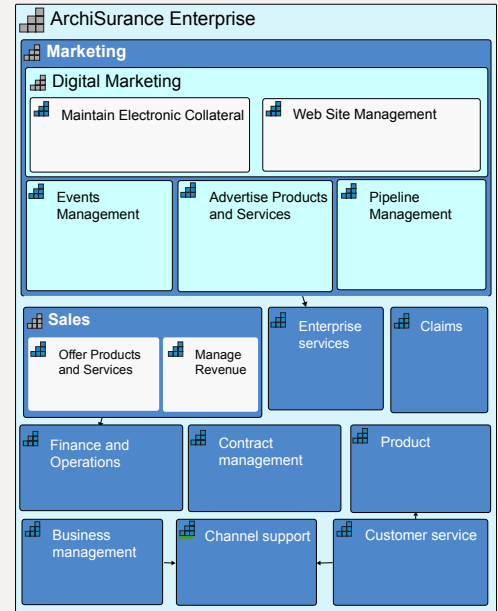 ArchiSurance Enterprise
Marketing
Digital Marketing
Maintain Electronic Collateral
Web Site Management
Events
Management
Advertise Products
and Services
Pipeline
Management
Sales
Offer Products
and Services
Manage
Revenue
Enterprise
services
Claims
Finance and
Operations
Contract
management
Product
Business
management
Channel support
Customer service